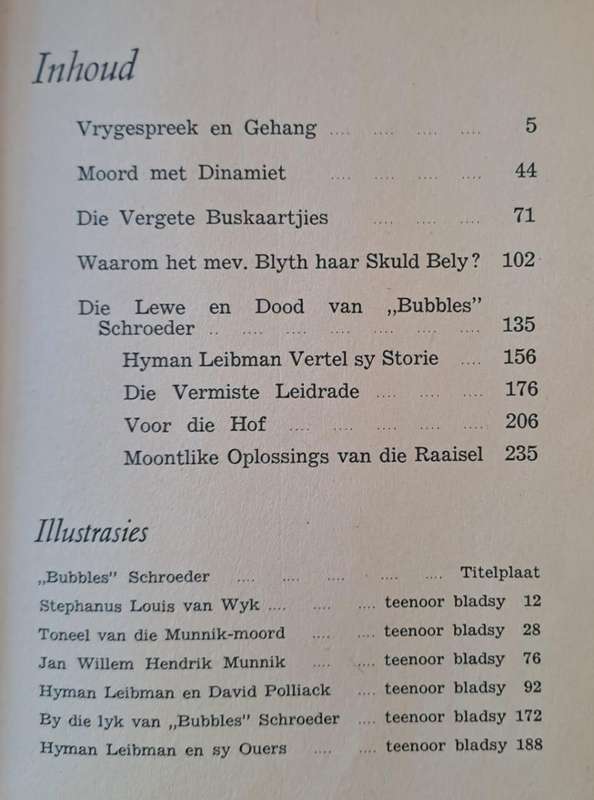 Inhoud
Vrygespreek en Gehang .... .... .... .... 5
Moord met Dinamiet .... .... .... .... 44
Die Vergete Buskaartjies .... .... .... 71
Waarom het mev. Blyth haar Skuld Bely? 102
Die Lewe en Dood van „Bubbles”
Schroeder .. .... .... .... .... .... .... 135
Hyman Leibman Vertel sy Storie .... 156
Die Vermiste Leidrade .... .... .... 176
Voor die Hof .... .... .... .... .... 206
Moontlike Oplossings van die Raaisel 235
Illustrasies
„Bubbles” Schroeder .... .... .... .... .... Titelplaat
Stephanus Louis van Wyk .... .... .... teenoor bladsy 12
Toneel van die Munnik-moord .... .... teenoor bladsy 28
Jan Willem Hendrik Munnik .... .... teenoor bladsy 76
Hyman Leibman en David Polliack .... teenoor bladsy 92
By die lyk van „Bubbles” Schroeder .... teenoor bladsy 172
Hyman Leibman en sy Ouers .... .... teenoor bladsy 188